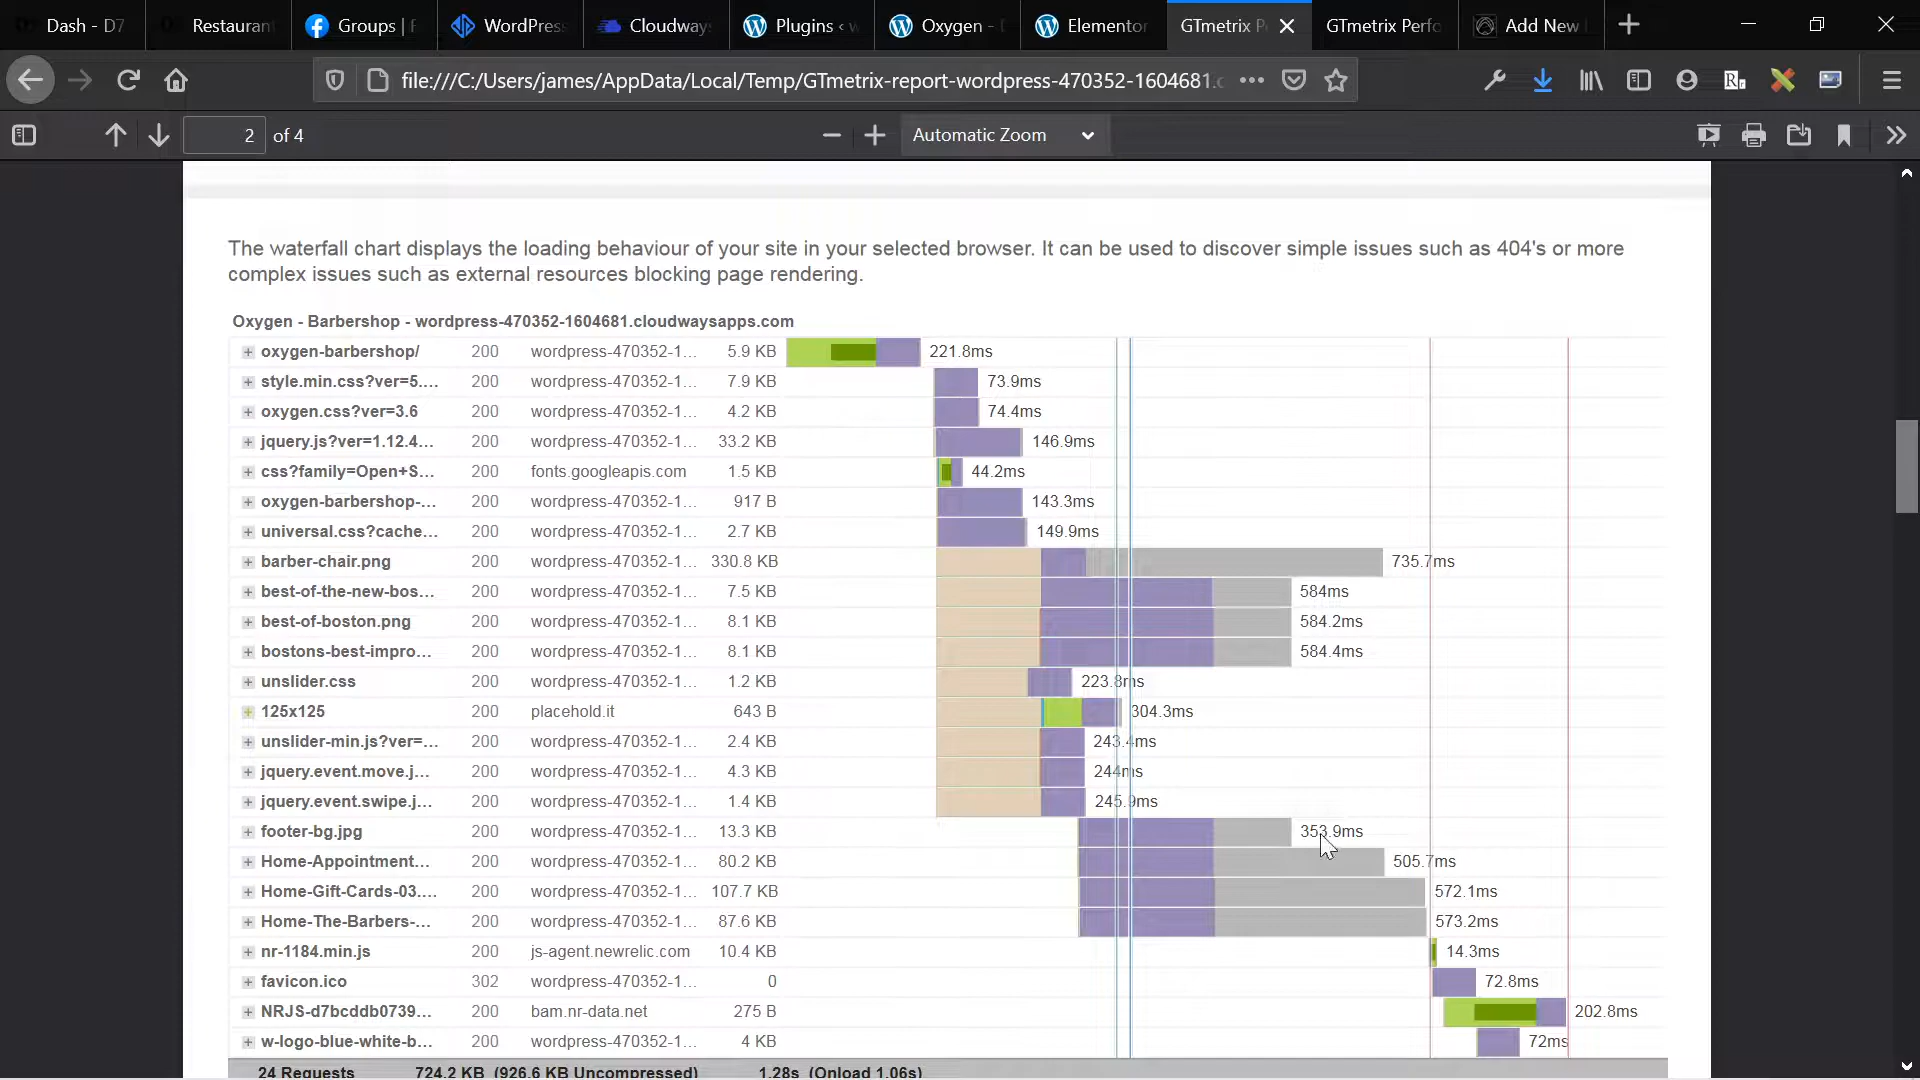 Dash - D7
Restaurant
Groups | F
WordPress
Cloudways
Plugins < w
Oxygen - D
Elementor
GTmetrix P
GTmetrix Perfo
Add New
file:///C:/Users/james/AppData/Local/Temp/GTmetrix-report-wordpress-470352-1604681.c
2 of 4
Automatic Zoom
The waterfall chart displays the loading behaviour of your site in your selected browser. It can be used to discover simple issues such as 404's or more
complex issues such as external resources blocking page rendering.
Oxygen - Barbershop - wordpress-470352-1604681.cloudwaysapps.com
oxygen-barbershop/ 200 wordpress-470352-1... 5.9 KB 221.8ms
style.min.css?ver=5.... 200 wordpress-470352-1... 7.9 KB 73.9ms
oxygen.css?ver=3.6 200 wordpress-470352-1... 4.2 KB 74.4ms
jquery.js?ver=1.12.4... 200 wordpress-470352-1... 33.2 KB 146.9ms
css?family=Open+S... 200 fonts.googleapis.com 1.5 KB 44.2ms
oxygen-barbershop-... 200 wordpress-470352-1... 917 B 143.3ms
universal.css?cache... 200 wordpress-470352-1... 2.7 KB 149.9ms
barber-chair.png 200 wordpress-470352-1... 330.8 KB 735.7ms
best-of-the-new-bos... 200 wordpress-470352-1... 7.5 KB 584ms
best-of-boston.png 200 wordpress-470352-1... 8.1 KB 584.2ms
bostons-best-impro... 200 wordpress-470352-1... 8.1 KB 584.4ms
unslider.css 200 wordpress-470352-1... 1.2 KB 223.8ms
125x125 200 placehold.it 643 B 304.3ms
unslider-min.js?ver=... 200 wordpress-470352-1... 2.4 KB 243.4ms
jquery.event.move.j... 200 wordpress-470352-1... 4.3 KB 244ms
jquery.event.swipe.j... 200 wordpress-470352-1... 1.4 KB 245.9ms
footer-bg.jpg 200 wordpress-470352-1... 13.3 KB 353.9ms
Home-Appointment... 200 wordpress-470352-1... 80.2 KB 505.7ms
Home-Gift-Cards-03.... 200 wordpress-470352-1... 107.7 KB 572.1ms
Home-The-Barbers-... 200 wordpress-470352-1... 87.6 KB 573.2ms
nr-1184.min.js 200 js-agent.newrelic.com 10.4 KB 14.3ms
favicon.ico 302 wordpress-470352-1... 0 72.8ms
NRJS-d7bcddb0739... 200 bam.nr-data.net 275 B 202.8ms
w-logo-blue-white-b... 200 wordpress-470352-1... 4 KB 72ms
24 Requests 724.2 KB (926.6 KB Uncompressed) 1.28s (Onload 1.06s)